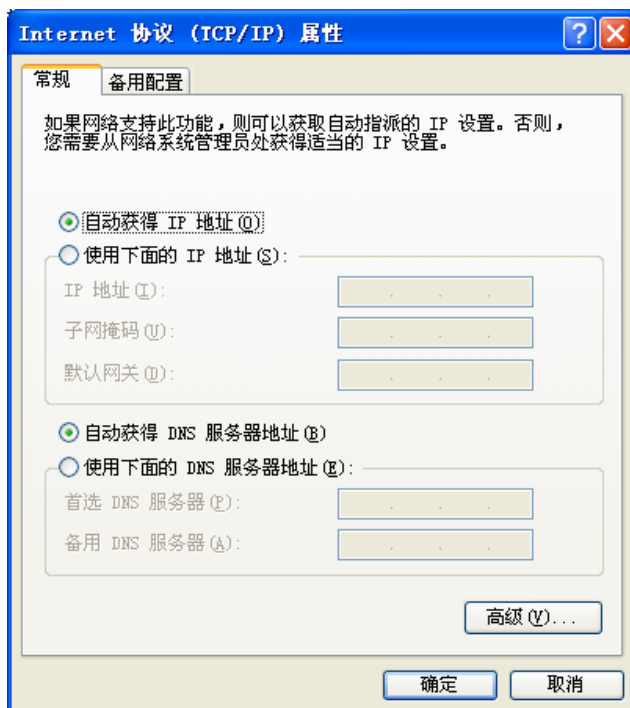 Internet 协议 (TCP/IP) 属性
常规
备用配置
如果网络支持此功能,则可以获取自动指派的 IP 设置。否则,
您需要从网络系统管理员处获得适当的 IP 设置。
自动获得 IP 地址(O)
使用下面的 IP 地址(S):
IP 地址(I):
子网掩码(U):
默认网关(D):
自动获得 DNS 服务器地址(B)
使用下面的 DNS 服务器地址(E):
首选 DNS 服务器(P):
备用 DNS 服务器(A):
高级(V)...
确定
取消